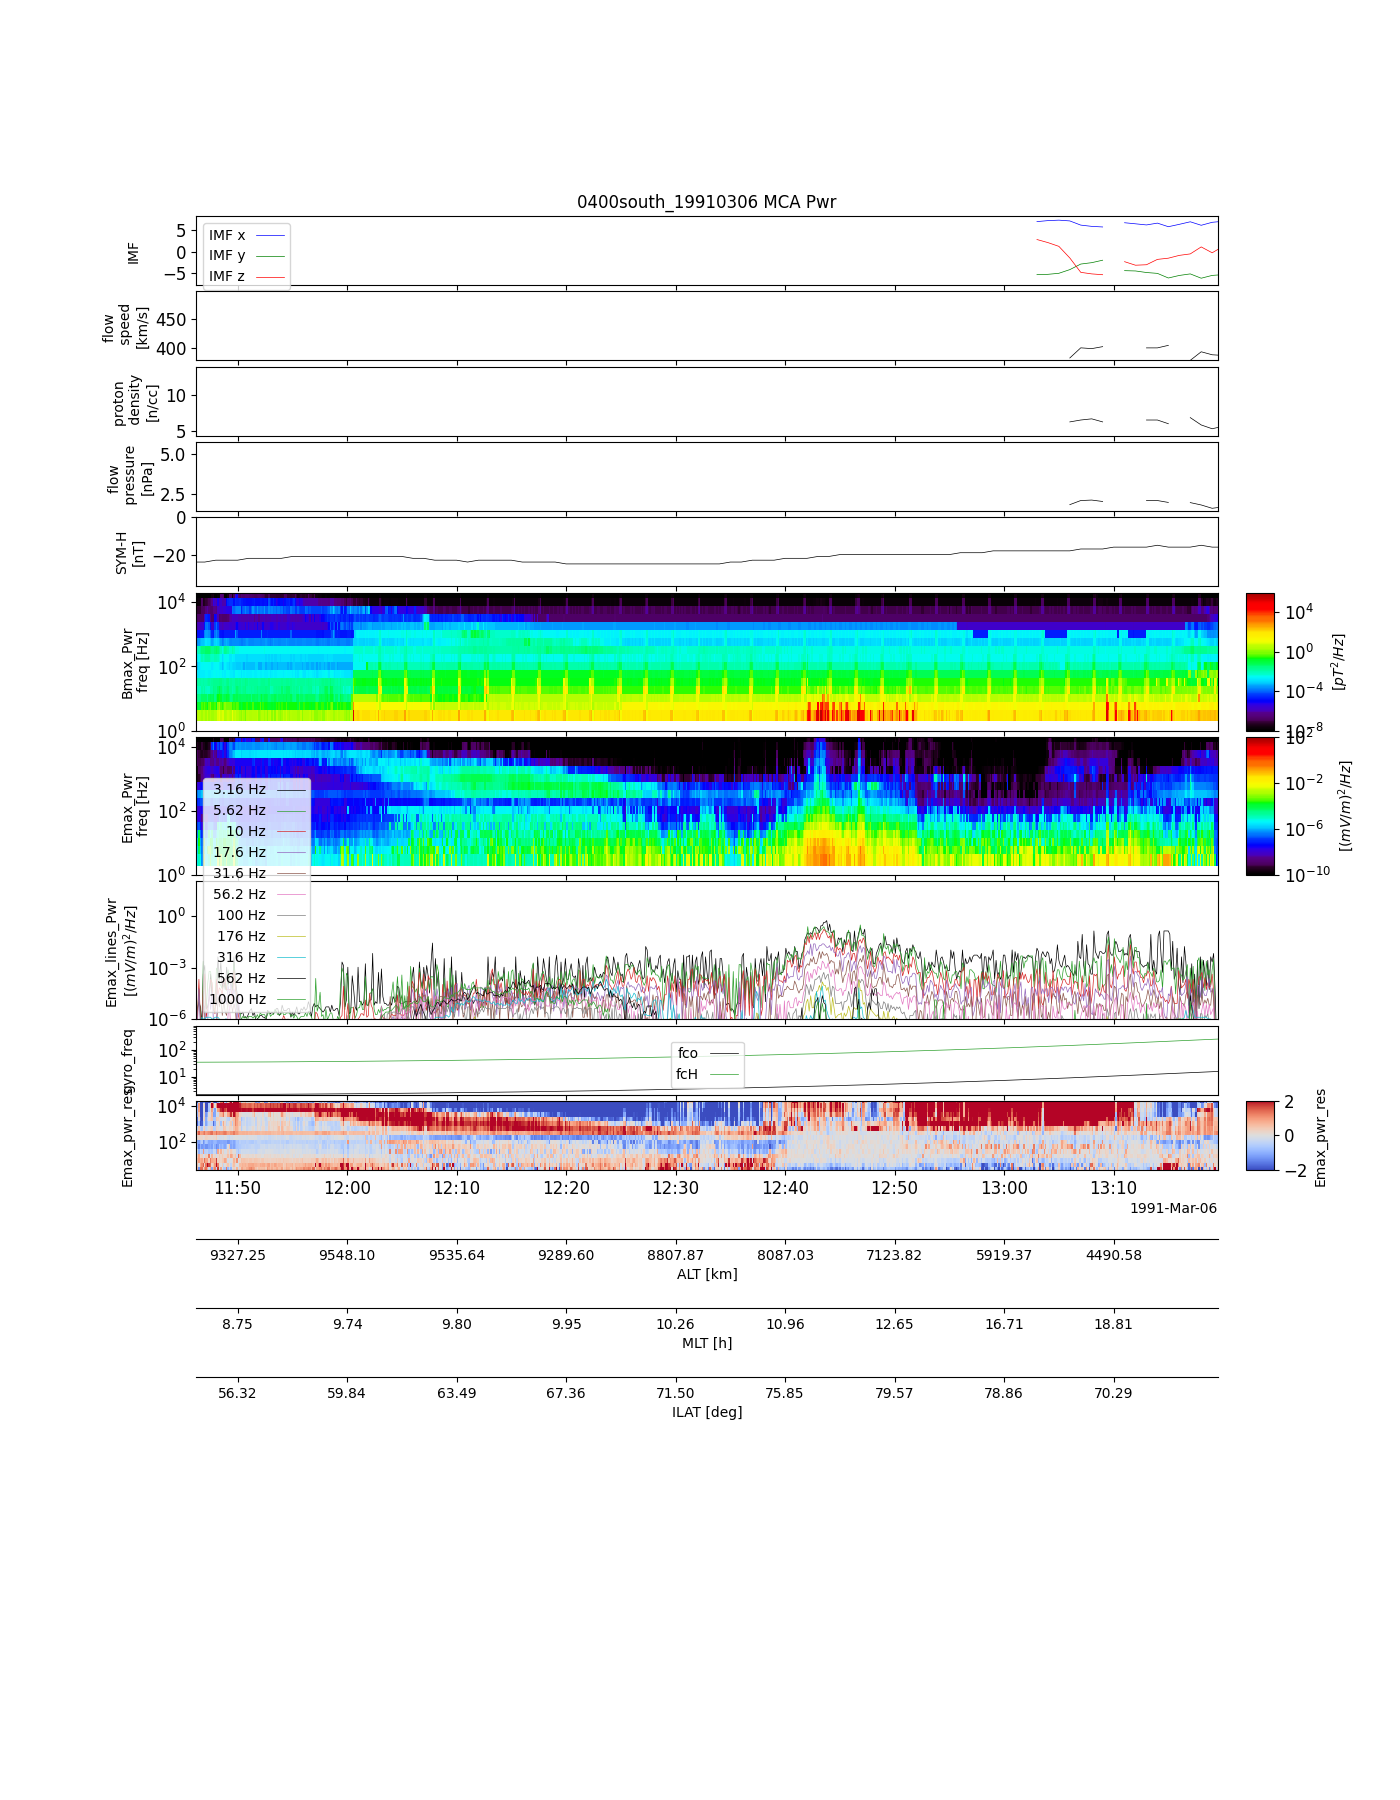 0400south_19910306 MCA Pwr
IMF
5
0
−5
IMF x
IMF y
IMF z
flow
speed
[km/s]
450
400
proton
density
[n/cc]
10
5
flow
pressure
[nPa]
5.0
2.5
SYM-H
[nT]
0
−20
Bmax_Pwr
freq [Hz]
10^4
10^2
10^0
10^4
10^0
10^−4
10^−8
[pT^2/Hz]
Emax_Pwr
freq [Hz]
10^4
10^2
10^0
10^2
10^−2
10^−6
10^−10
[(mV/m)^2/Hz]
3.16 Hz
5.62 Hz
10 Hz
17.6 Hz
31.6 Hz
56.2 Hz
100 Hz
176 Hz
316 Hz
562 Hz
1000 Hz
Emax_lines_Pwr
[(mV/m)^2/Hz]
10^0
10^−3
10^−6
gyro_freq
10^2
10^1
fco
fcH
Emax_pwr_res
10^4
10^2
2
0
−2
Emax_pwr_res
11:50 12:00 12:10 12:20 12:30 12:40 12:50 13:00 13:10
1991-Mar-06
9327.25 9548.10 9535.64 9289.60 8807.87 8087.03 7123.82 5919.37 4490.58
ALT [km]
8.75 9.74 9.80 9.95 10.26 10.96 12.65 16.71 18.81
MLT [h]
56.32 59.84 63.49 67.36 71.50 75.85 79.57 78.86 70.29
ILAT [deg]